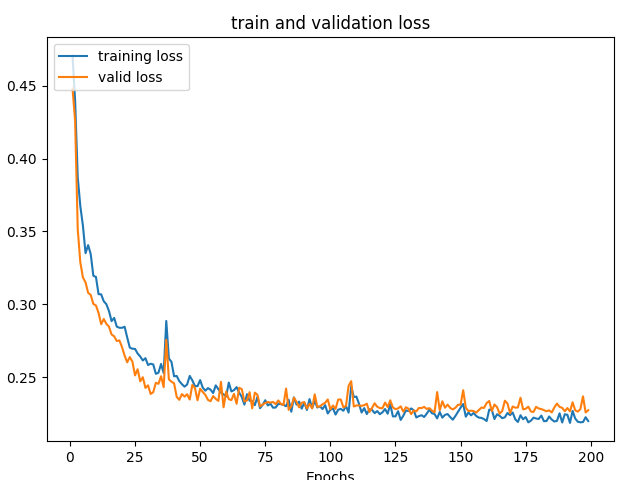 train and validation loss
training loss
valid loss
0.45
0.40
0.35
0.30
0.25
0 25 50 75 100 125 150 175 200
Epochs